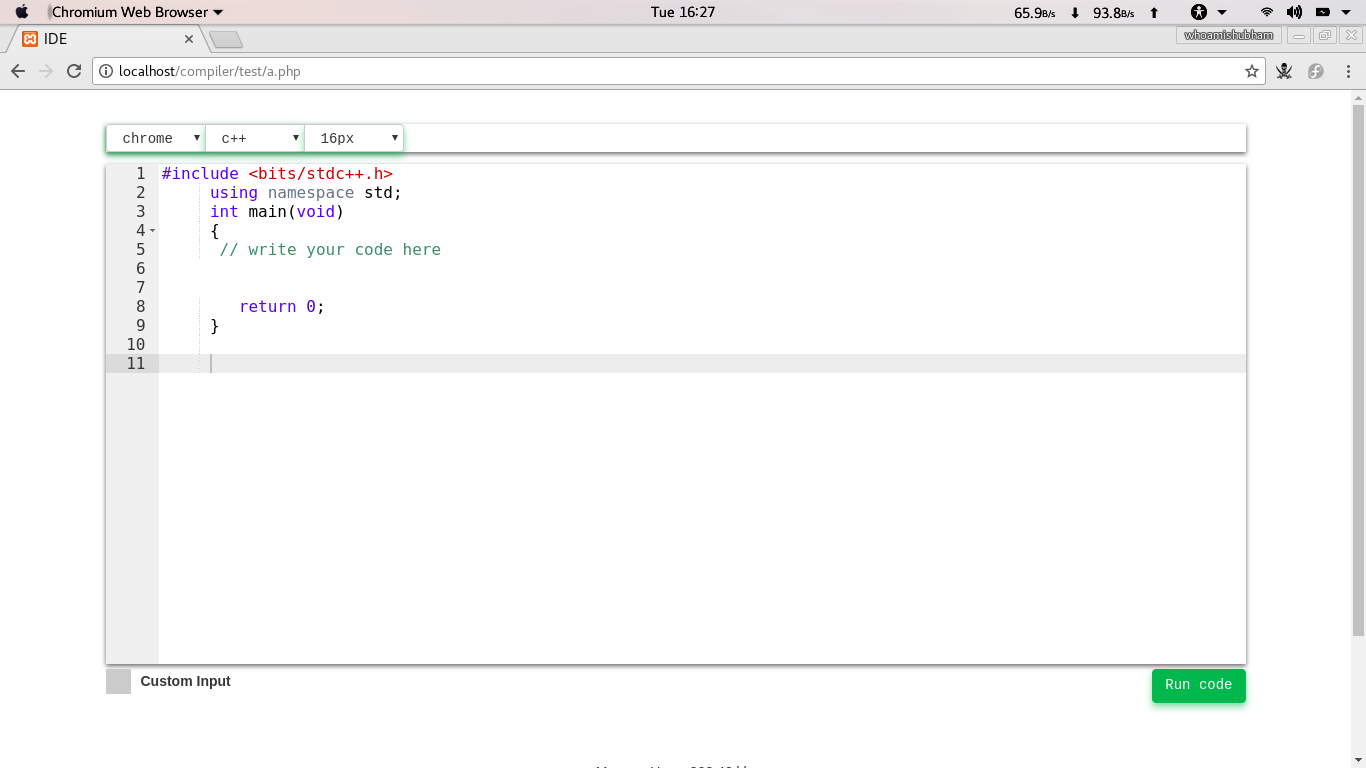 Chromium Web Browser Tue 16:27 65.9B/s 93.8B/s
IDE whoamishubham
localhost/compiler/test/a.php
chrome c++ 16px
1 #include <bits/stdc++.h>
2 using namespace std;
3 int main(void)
4 {
5 // write your code here
6
7
8 return 0;
9 }
10
11
Custom Input Run code